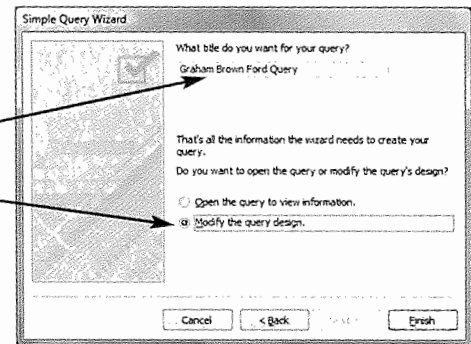 Simple Query Wizard
What title do you want for your query?
Graham Brown Ford Query
That's all the information the wizard needs to create your
query.
Do you want to open the query or modify the query's design?
Open the query to view information.
Modify the query design.
Cancel
< Back
Finish